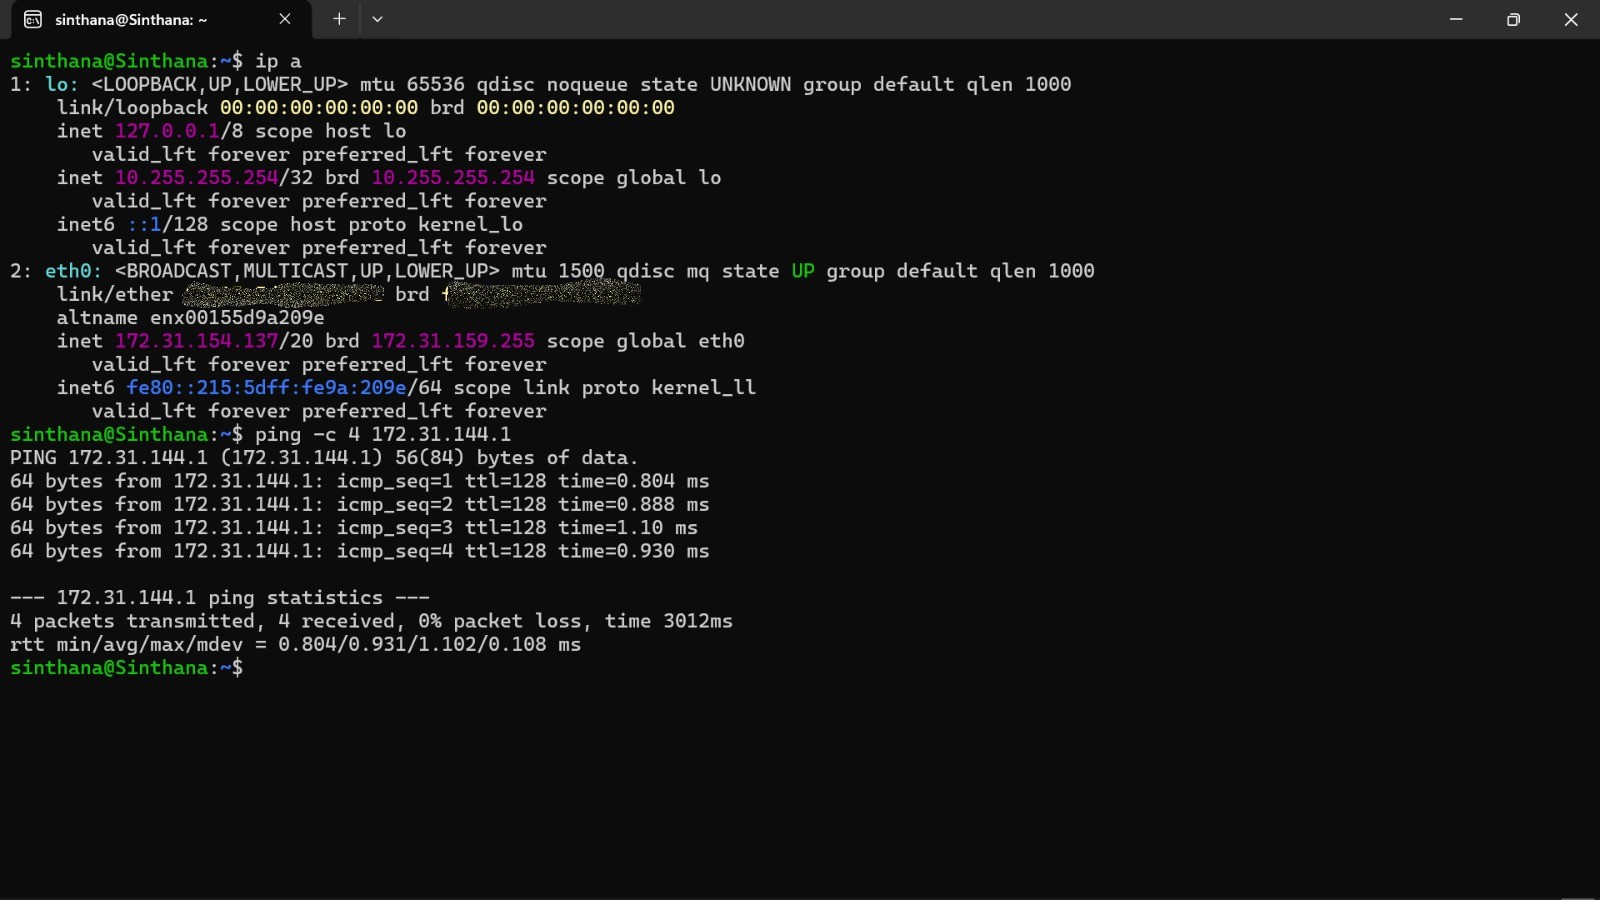 sinthana@Sinthana: ~
sinthana@Sinthana:~$ ip a
1: lo: <LOOPBACK,UP,LOWER_UP> mtu 65536 qdisc noqueue state UNKNOWN group default qlen 1000
    link/loopback 00:00:00:00:00:00 brd 00:00:00:00:00:00
    inet 127.0.0.1/8 scope host lo
       valid_lft forever preferred_lft forever
    inet 10.255.255.254/32 brd 10.255.255.254 scope global lo
       valid_lft forever preferred_lft forever
    inet6 ::1/128 scope host proto kernel_lo
       valid_lft forever preferred_lft forever
2: eth0: <BROADCAST,MULTICAST,UP,LOWER_UP> mtu 1500 qdisc mq state UP group default qlen 1000
    link/ether brd
    altname enx00155d9a209e
    inet 172.31.154.137/20 brd 172.31.159.255 scope global eth0
       valid_lft forever preferred_lft forever
    inet6 fe80::215:5dff:fe9a:209e/64 scope link proto kernel_ll
       valid_lft forever preferred_lft forever
sinthana@Sinthana:~$ ping -c 4 172.31.144.1
PING 172.31.144.1 (172.31.144.1) 56(84) bytes of data.
64 bytes from 172.31.144.1: icmp_seq=1 ttl=128 time=0.804 ms
64 bytes from 172.31.144.1: icmp_seq=2 ttl=128 time=0.888 ms
64 bytes from 172.31.144.1: icmp_seq=3 ttl=128 time=1.10 ms
64 bytes from 172.31.144.1: icmp_seq=4 ttl=128 time=0.930 ms

--- 172.31.144.1 ping statistics ---
4 packets transmitted, 4 received, 0% packet loss, time 3012ms
rtt min/avg/max/mdev = 0.804/0.931/1.102/0.108 ms
sinthana@Sinthana:~$